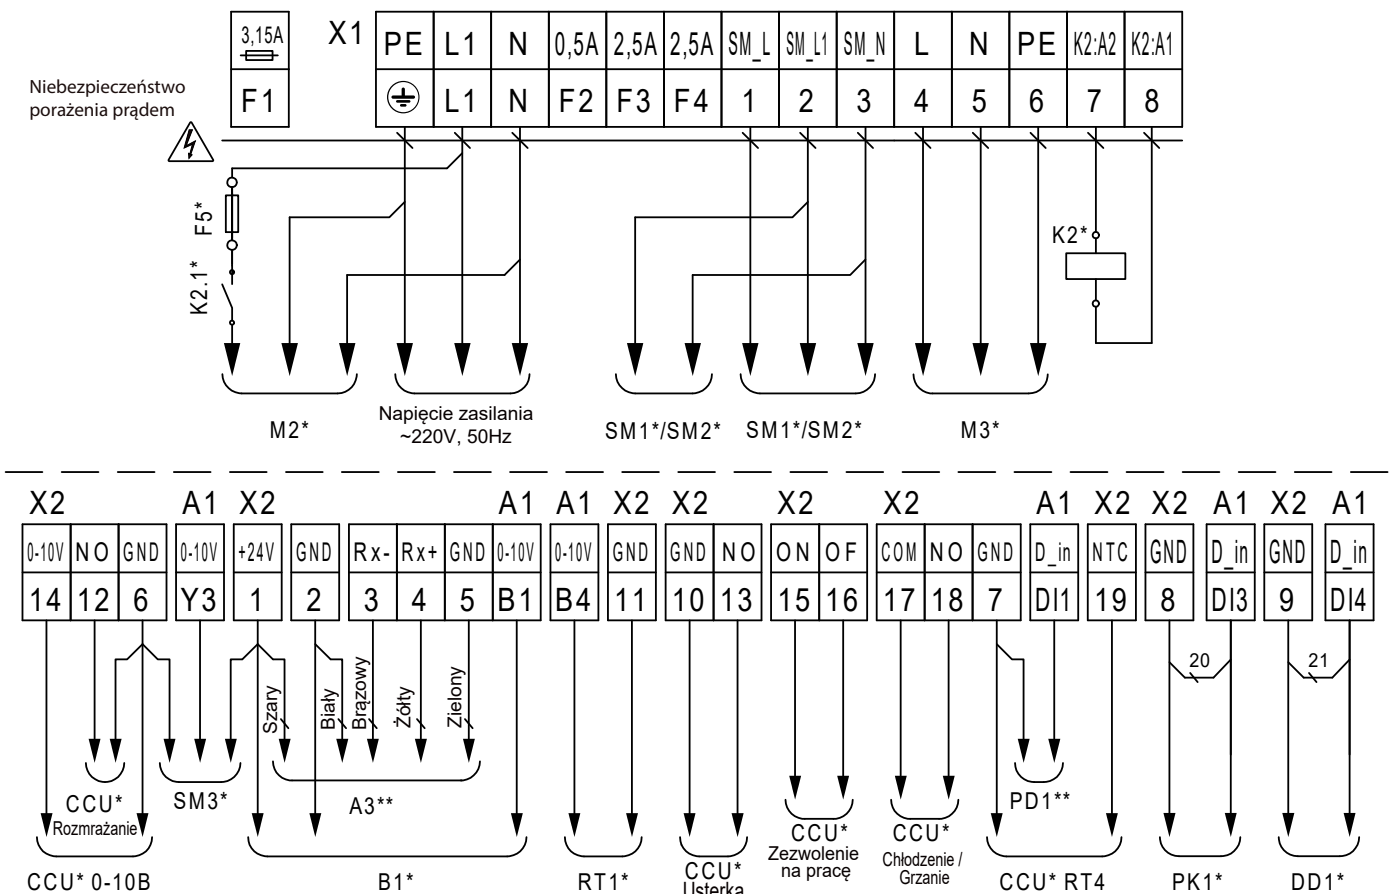 3,15A X1 PE L1 N 0,5A 2,5A 2,5A SM_L SM_L1 SM_N L N PE K2:A2 K2:A1
F1 L1 N F2 F3 F4 1 2 3 4 5 6 7 8
Niebezpieczeństwo
porażenia prądem
F5*
K2.1*
K2*
M2*
Napięcie zasilania
~220V, 50Hz
SM1*/SM2*
SM1*/SM2*
M3*
X2 A1 X2 A1 A1 X2 X2 X2 X2 A1 X2 X2 A1 X2 A1
0-10V NO GND 0-10V +24V GND Rx- Rx+ GND 0-10V 0-10V GND GND NO ON OF COM NO GND D_in NTC GND D_in GND D_in
14 12 6 Y3 1 2 3 4 5 B1 B4 11 10 13 15 16 17 18 7 DI1 19 8 DI3 9 DI4
Szary
Biały
Brązowy
Żółty
Zielony
20
21
CCU*
Rozmrażanie
SM3*
A3**
CCU*
Zezwolenie
na pracę
CCU*
Chłodzenie /
Grzanie
PD1**
CCU* 0-10B
B1*
RT1*
CCU*
Usterka
CCU* RT4
PK1*
DD1*